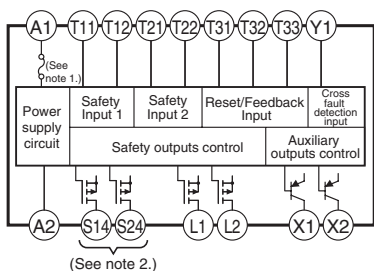 A1 T11 T12 T21 T22 T31 T32 T33 Y1
(See
note 1.)
Power
supply
circuit
Safety
Input 1
Safety
Input 2
Reset/Feedback
Input
Cross
fault
detection
input
Safety outputs control
Auxiliary
outputs control
A2 S14 S24 L1 L2 X1 X2
(See note 2.)